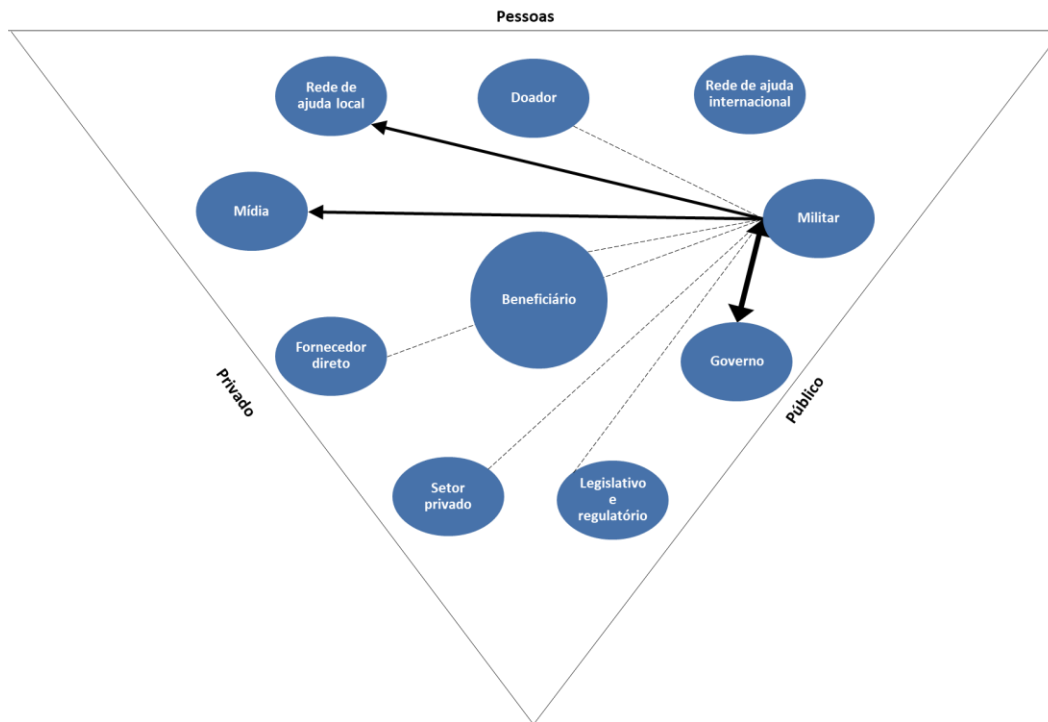 Pessoas
Rede de
ajuda local
Doador
Rede de ajuda
internacional
Mídia
Militar
Beneficiário
Fornecedor
direto
Governo
Privado
Público
Setor
privado
Legislativo
e
regulatório